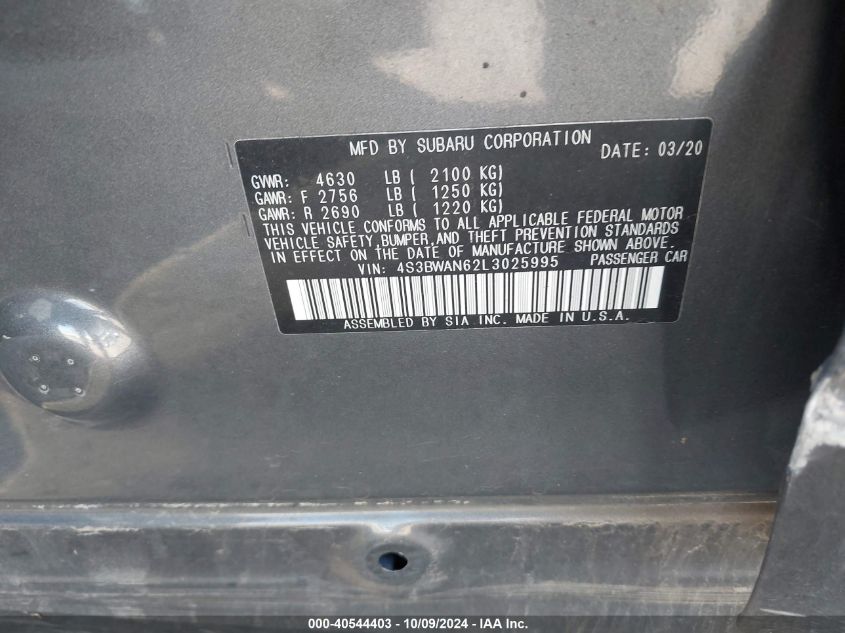 MFD BY SUBARU CORPORATION DATE: 03/20
GVWR: 4630 LB ( 2100 KG)
GAWR: F 2756 LB ( 1250 KG)
GAWR: R 2690 LB ( 1220 KG)
THIS VEHICLE CONFORMS TO ALL APPLICABLE FEDERAL MOTOR
VEHICLE SAFETY,BUMPER,AND THEFT PREVENTION STANDARDS
IN EFFECT ON THE DATE OF MANUFACTURE SHOWN ABOVE.
VIN: 4S3BWAN62L3025995 PASSENGER CAR
ASSEMBLED BY SIA INC. MADE IN U.S.A.
000-40544403 - 10/09/2024 - IAA Inc.